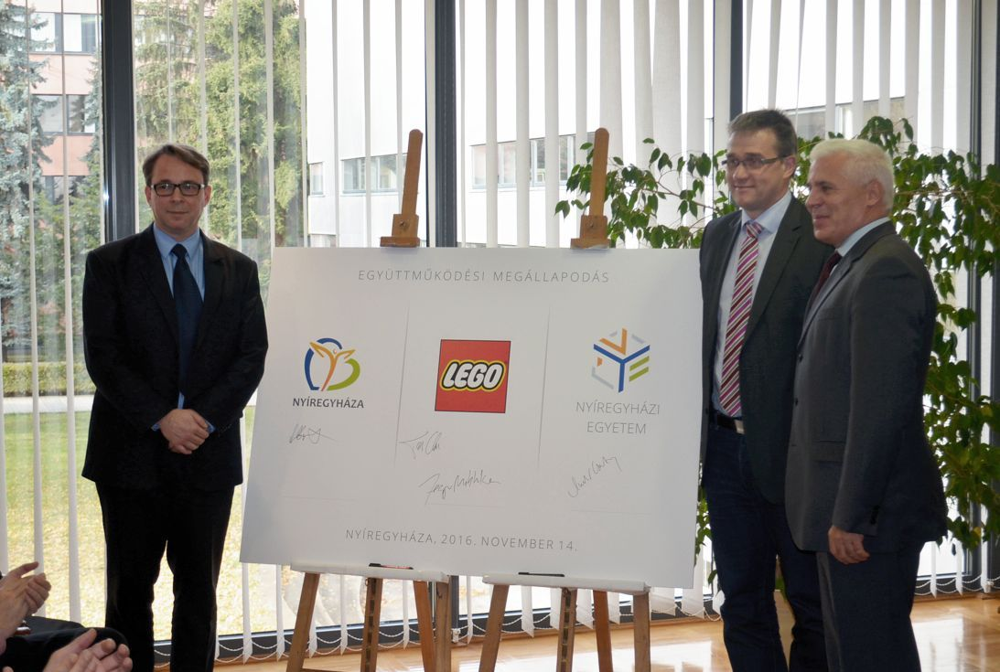 EGYÜTTMŰKÖDÉSI MEGÁLLAPODÁS
NYÍREGYHÁZA
LEGO
NYÍREGYHÁZI
EGYETEM
NYÍREGYHÁZA, 2016. NOVEMBER 14.